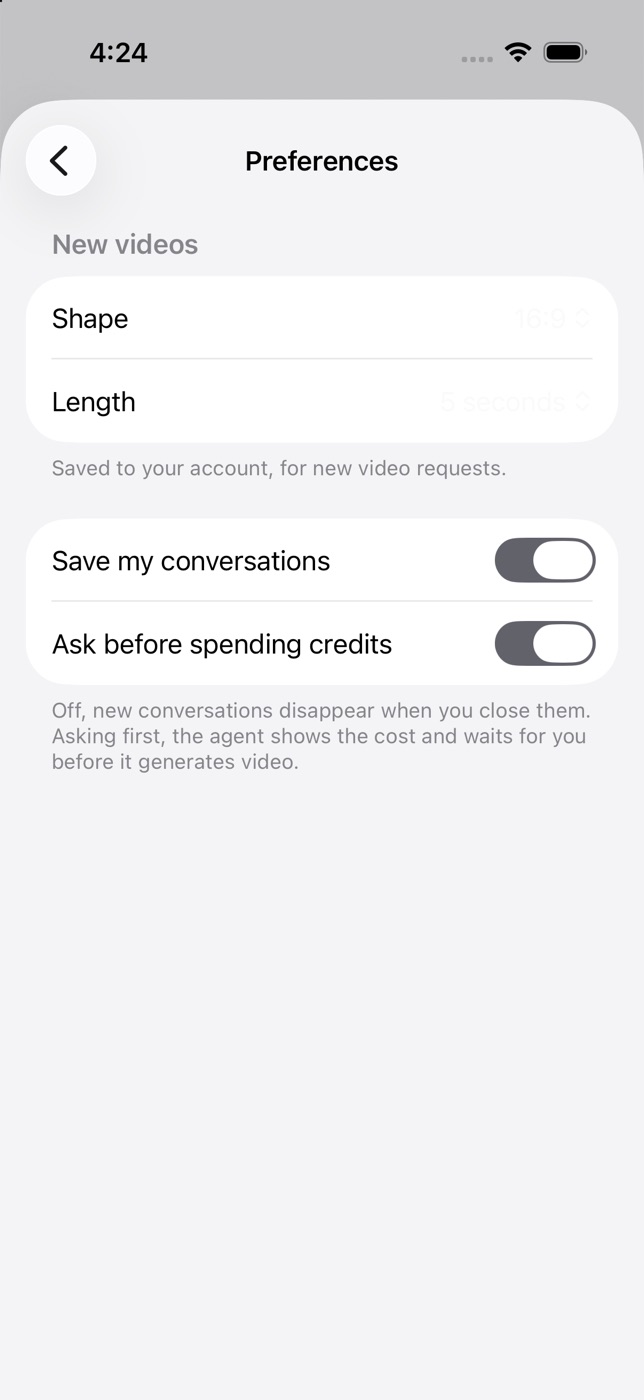 4:24
Preferences
New videos
Shape 16:9
Length 5 seconds
Saved to your account, for new video requests.
Save my conversations
Ask before spending credits
Off, new conversations disappear when you close them.
Asking first, the agent shows the cost and waits for you
before it generates video.